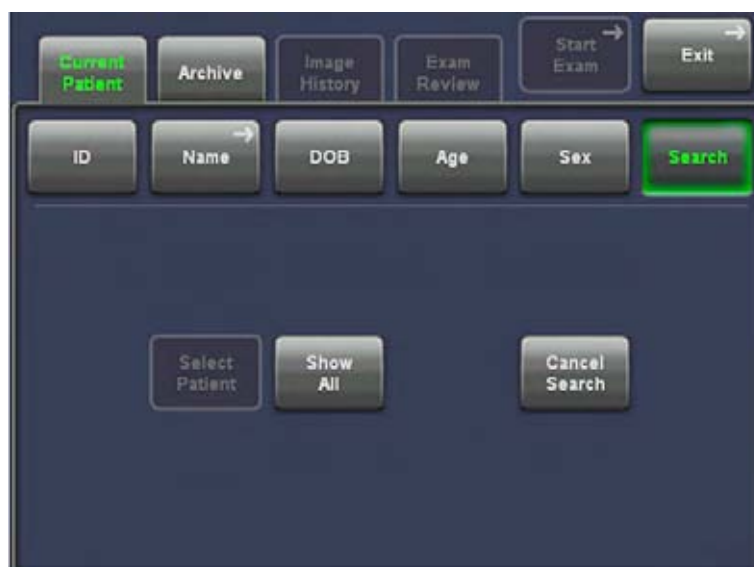 Current Patient
Archive
Image History
Exam Review
Start Exam
Exit
ID
Name
DOB
Age
Sex
Search
Select Patient
Show All
Cancel Search